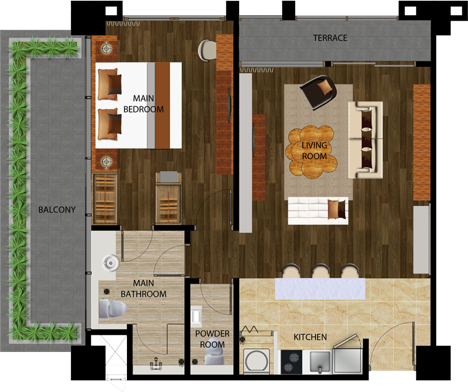 TERRACE
MAIN
BEDROOM
LIVING
ROOM
BALCONY
MAIN
BATHROOM
POWDER
ROOM
KITCHEN